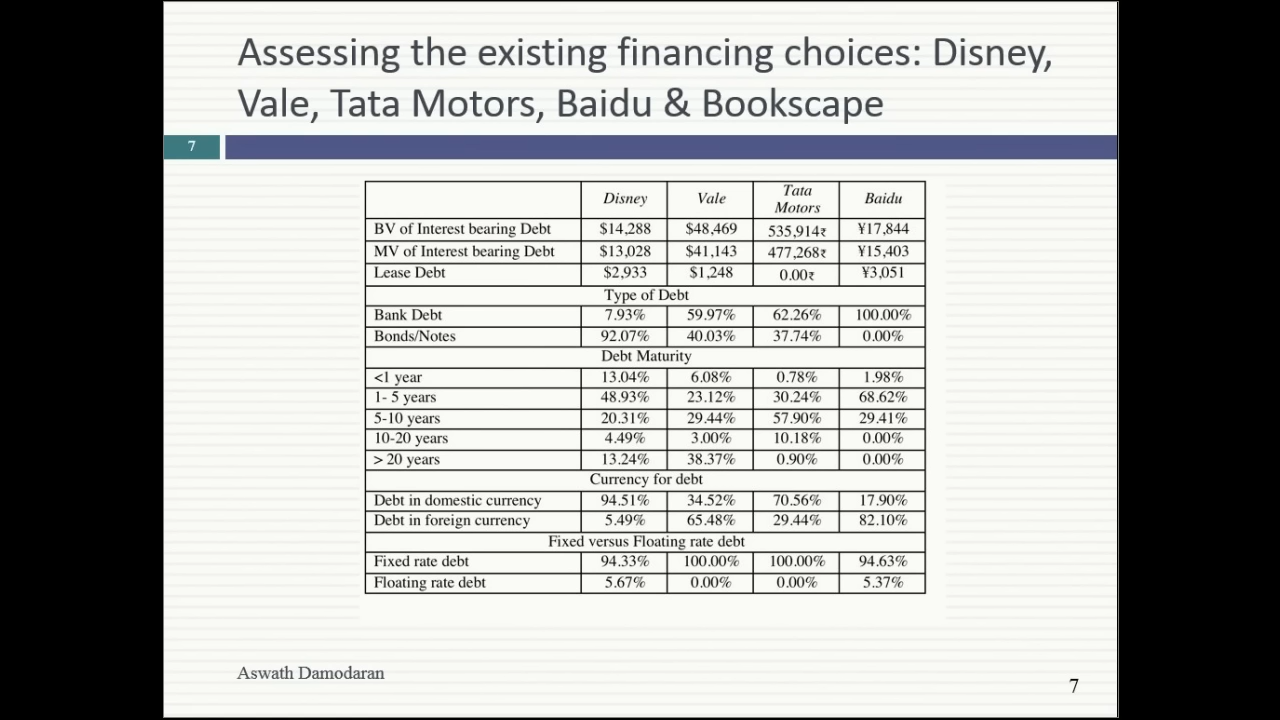 Assessing the existing financing choices: Disney,
Vale, Tata Motors, Baidu & Bookscape
7
Disney Vale Tata Motors Baidu
BV of Interest bearing Debt $14,288 $48,469 535,914₹ ¥17,844
MV of Interest bearing Debt $13,028 $41,143 477,268₹ ¥15,403
Lease Debt $2,933 $1,248 0.00₹ ¥3,051
Type of Debt
Bank Debt 7.93% 59.97% 62.26% 100.00%
Bonds/Notes 92.07% 40.03% 37.74% 0.00%
Debt Maturity
<1 year 13.04% 6.08% 0.78% 1.98%
1- 5 years 48.93% 23.12% 30.24% 68.62%
5-10 years 20.31% 29.44% 57.90% 29.41%
10-20 years 4.49% 3.00% 10.18% 0.00%
> 20 years 13.24% 38.37% 0.90% 0.00%
Currency for debt
Debt in domestic currency 94.51% 34.52% 70.56% 17.90%
Debt in foreign currency 5.49% 65.48% 29.44% 82.10%
Fixed versus Floating rate debt
Fixed rate debt 94.33% 100.00% 100.00% 94.63%
Floating rate debt 5.67% 0.00% 0.00% 5.37%
Aswath Damodaran
7